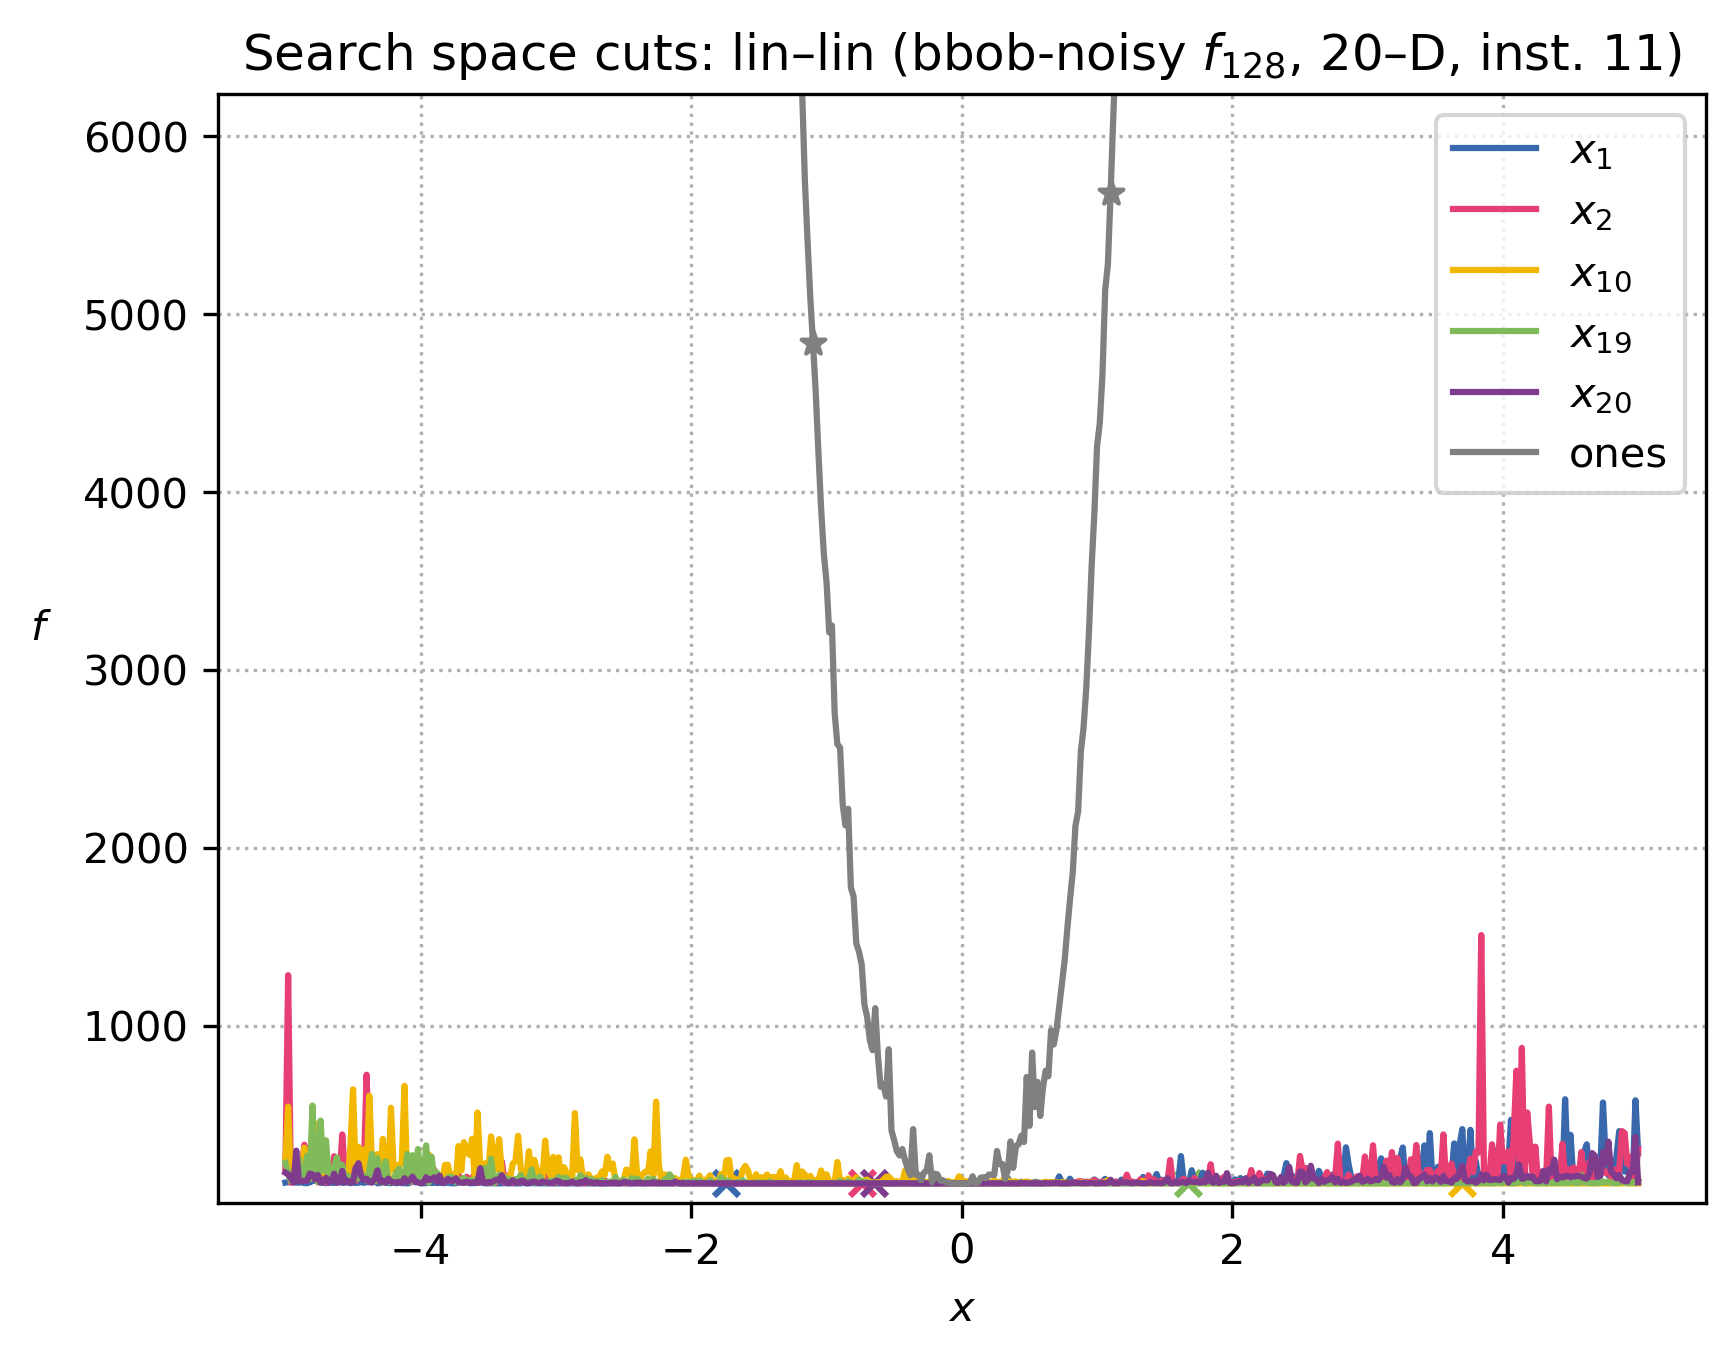 Search space cuts: lin–lin (bbob-noisy f₁₂₈, 20–D, inst. 11)
6000
5000
4000
3000
2000
1000
f
x₁
x₂
x₁₀
x₁₉
x₂₀
ones
−4
−2
0
2
4
x